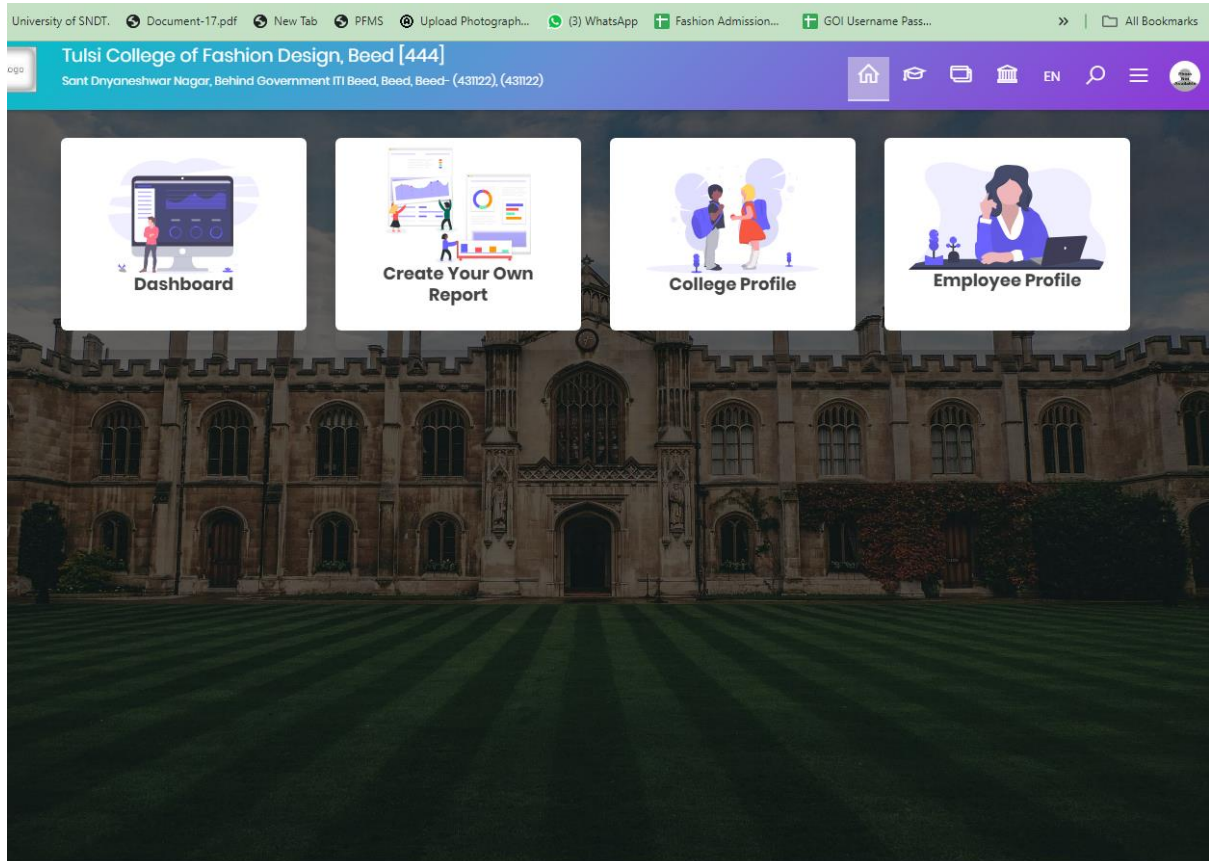 University of SNDT. Document-17.pdf New Tab PFMS Upload Photograph... (3) WhatsApp Fashion Admission... GOI Username Pass... » All Bookmarks
ogo
Tulsi College of Fashion Design, Beed [444]
Sant Dnyaneshwar Nagar, Behind Government ITI Beed, Beed, Beed- (431122), (431122)
EN
Dashboard
Create Your Own
Report
College Profile
Employee Profile